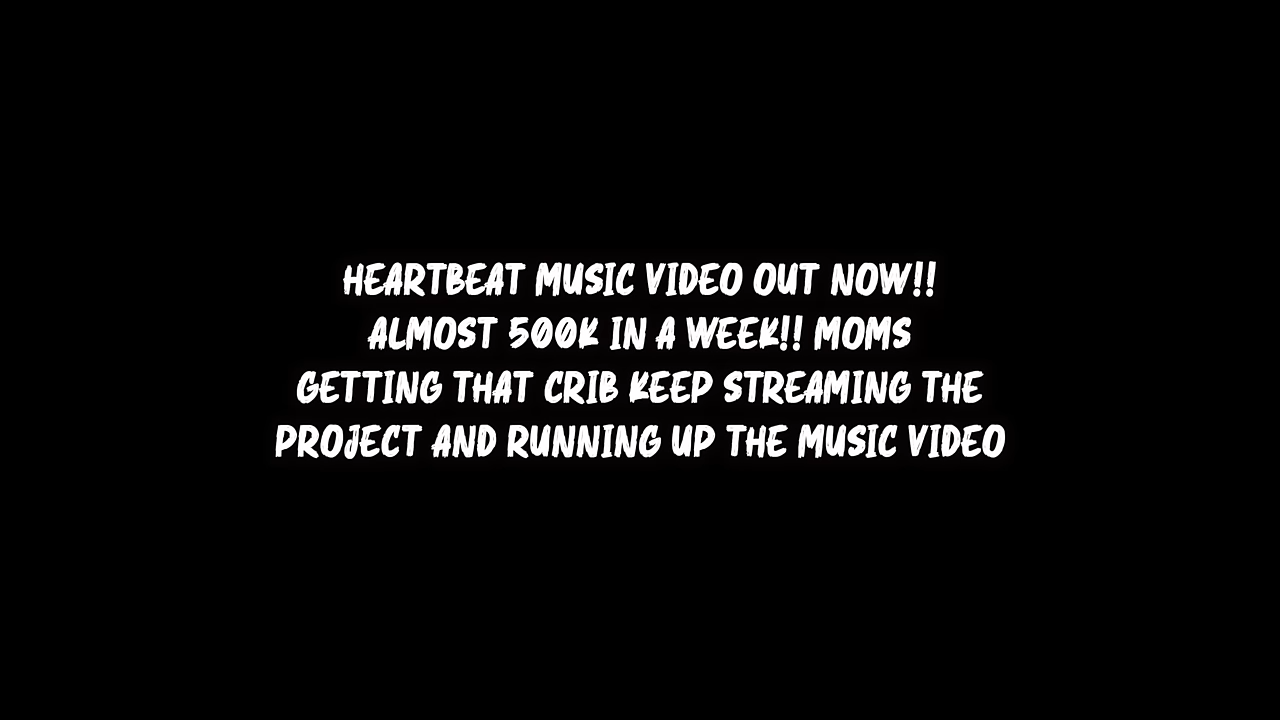 HEARTBEAT MUSIC VIDEO OUT NOW!!
ALMOST 500K IN A WEEK!! MOMS
GETTING THAT CRIB KEEP STREAMING THE
PROJECT AND RUNNING UP THE MUSIC VIDEO